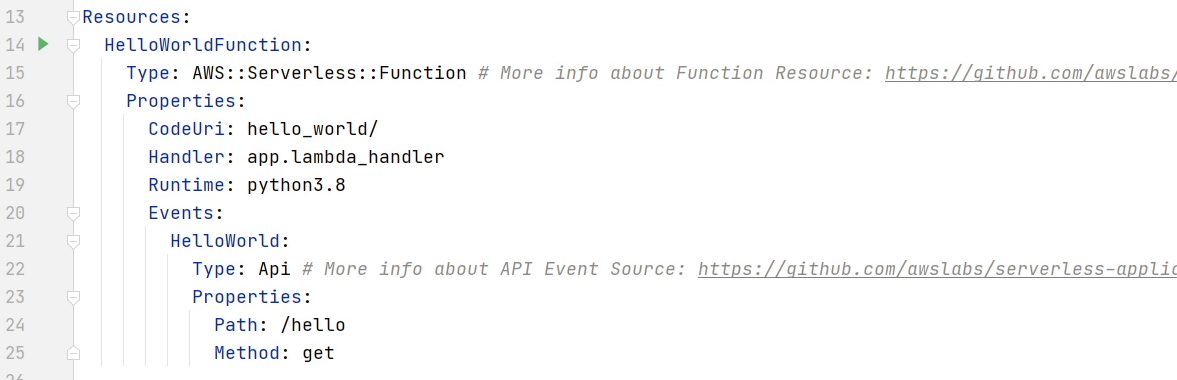 13 Resources:
14 HelloWorldFunction:
15 Type: AWS::Serverless::Function # More info about Function Resource: https://github.com/awslabs/
16 Properties:
17 CodeUri: hello_world/
18 Handler: app.lambda_handler
19 Runtime: python3.8
20 Events:
21 HelloWorld:
22 Type: Api # More info about API Event Source: https://github.com/awslabs/serverless-applic
23 Properties:
24 Path: /hello
25 Method: get